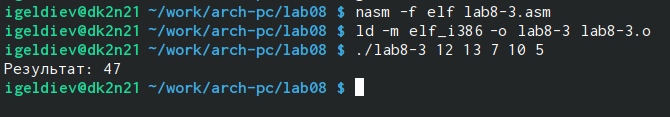 igeldiev@dk2n21 ~/work/arch-pc/lab08 $ nasm -f elf lab8-3.asm
igeldiev@dk2n21 ~/work/arch-pc/lab08 $ ld -m elf_i386 -o lab8-3 lab8-3.o
igeldiev@dk2n21 ~/work/arch-pc/lab08 $ ./lab8-3 12 13 7 10 5
Результат: 47
igeldiev@dk2n21 ~/work/arch-pc/lab08 $